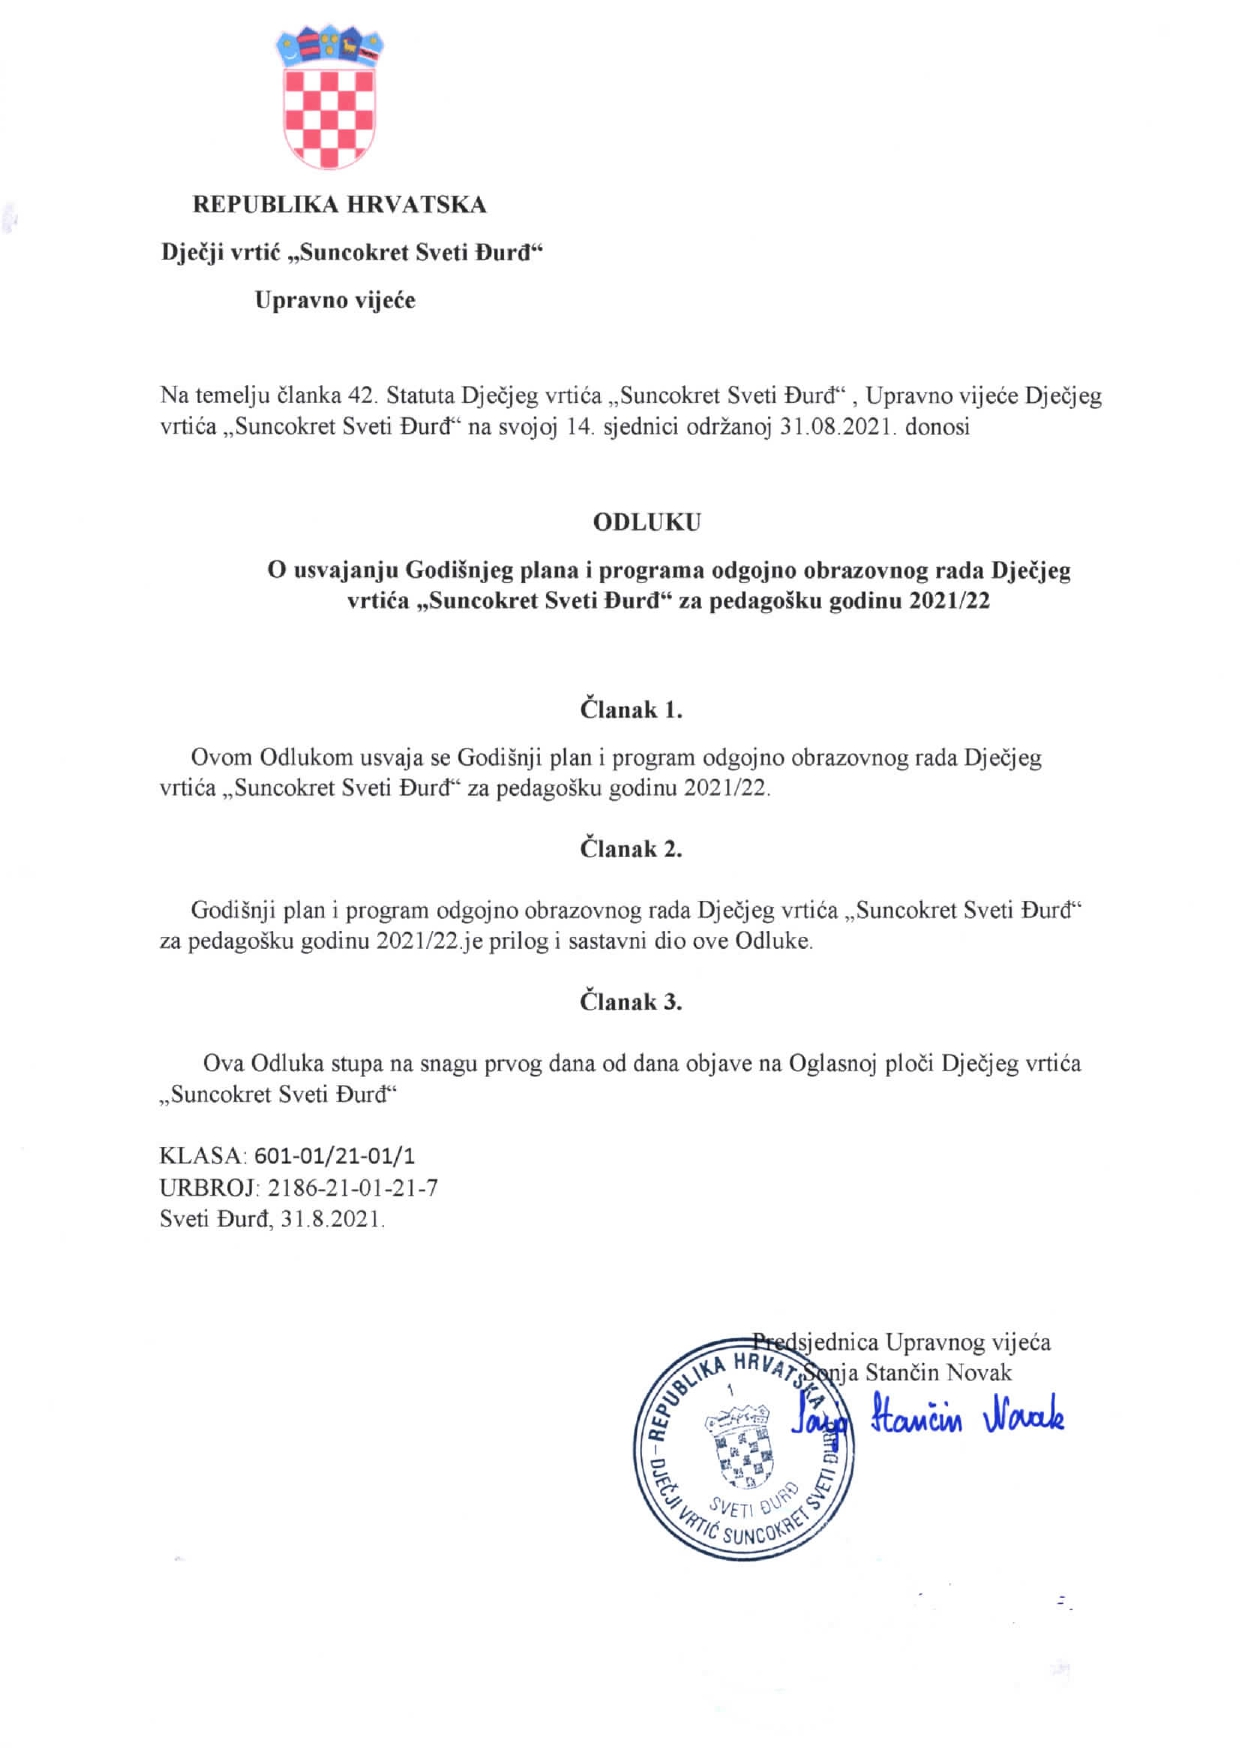 REPUBLIKA HRVATSKA
Dječji vrtić „Suncokret Sveti Đurđ“
Upravno vijeće
Na temelju članka 42. Statuta Dječjeg vrtića „Suncokret Sveti Đurđ“ , Upravno vijeće Dječjeg
vrtića „Suncokret Sveti Đurđ“ na svojoj 14. sjednici održanoj 31.08.2021. donosi
ODLUKU
O usvajanju Godišnjeg plana i programa odgojno obrazovnog rada Dječjeg
vrtića „Suncokret Sveti Đurđ“ za pedagošku godinu 2021/22
Članak 1.
Ovom Odlukom usvaja se Godišnji plan i program odgojno obrazovnog rada Dječjeg
vrtića „Suncokret Sveti Đurđ“ za pedagošku godinu 2021/22.
Članak 2.
Godišnji plan i program odgojno obrazovnog rada Dječjeg vrtića „Suncokret Sveti Đurđ“
za pedagošku godinu 2021/22.je prilog i sastavni dio ove Odluke.
Članak 3.
Ova Odluka stupa na snagu prvog dana od dana objave na Oglasnoj ploči Dječjeg vrtića
„Suncokret Sveti Đurđ“
KLASA: 601-01/21-01/1
URBROJ: 2186-21-01-21-7
Sveti Đurđ, 31.8.2021.
Predsjednica Upravnog vijeća
Sonja Stančin Novak
Sonja Stančin Novak
REPUBLIKA HRVATSKA
1
SVETI ĐURĐ
DJEČJI VRTIĆ SUNCOKRET SVETI ĐURĐ